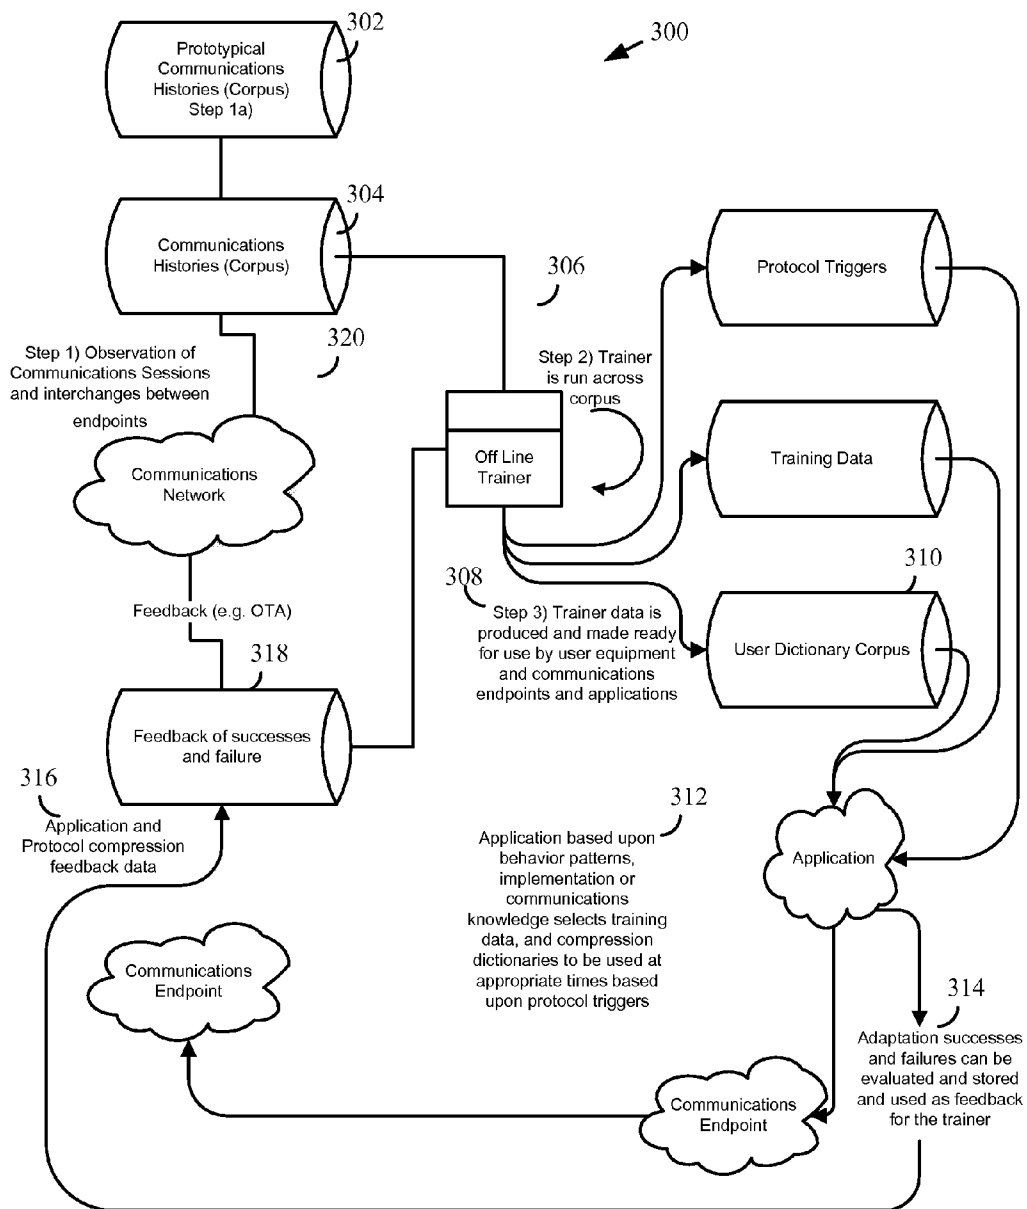 302
300
Prototypical
Communications
Histories (Corpus)
Step 1a)
304
Communications
Histories (Corpus)
306
Protocol Triggers
320
Step 1) Observation of
Communications Sessions
and interchanges between
endpoints
Step 2) Trainer
is run across
corpus
Off Line
Trainer
Training Data
Communications
Network
308
Step 3) Trainer data is
produced and made ready
for use by user equipment
and communications
endpoints and applications
310
User Dictionary Corpus
Feedback (e.g. OTA)
318
Feedback of successes
and failure
316
Application and
Protocol compression
feedback data
312
Application based upon
behavior patterns,
implementation or
communications
knowledge selects training
data, and compression
dictionaries to be used at
appropriate times based
upon protocol triggers
Application
Communications
Endpoint
314
Adaptation successes
and failures can be
evaluated and stored
and used as feedback
for the trainer
Communications
Endpoint